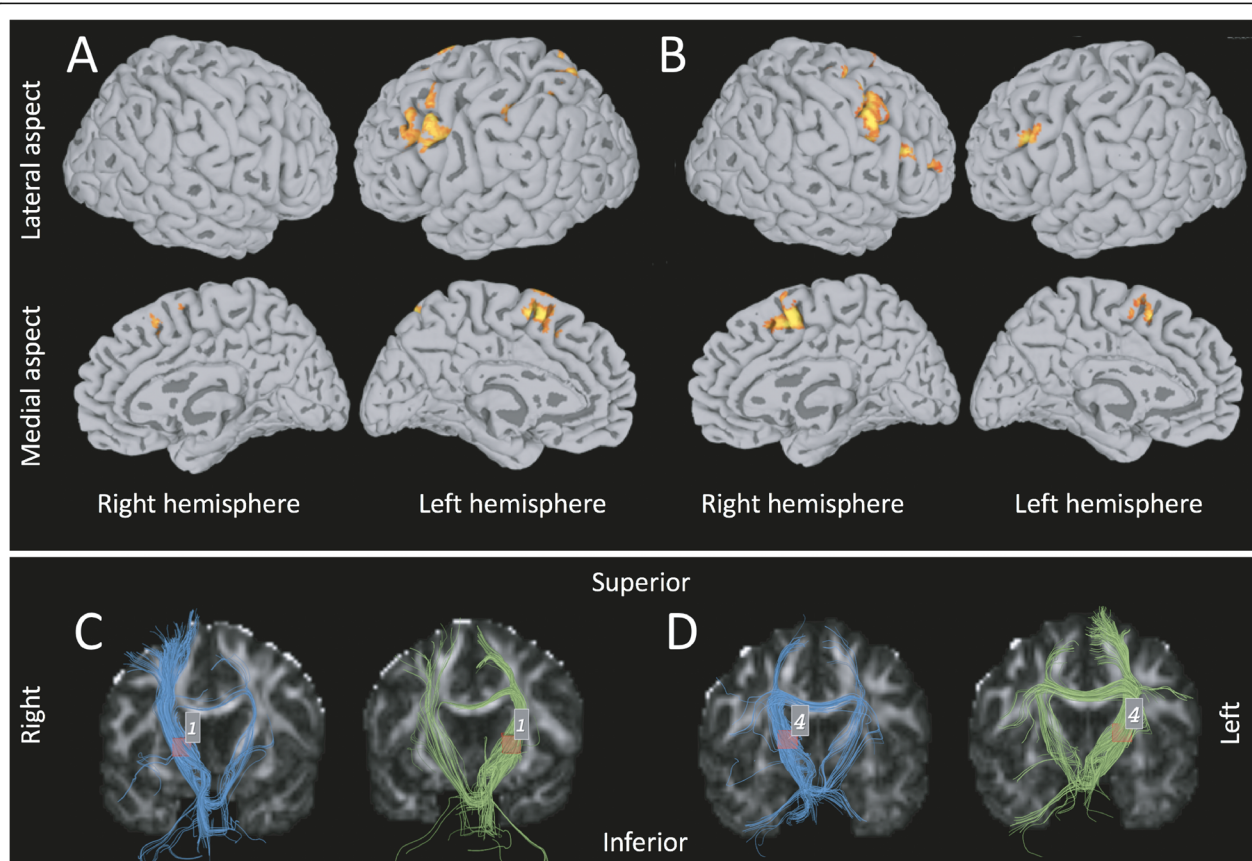 A
B
Lateral aspect
Medial aspect
Right hemisphere
Left hemisphere
Right hemisphere
Left hemisphere
Superior
C
D
Right
1
1
4
4
Left
Inferior